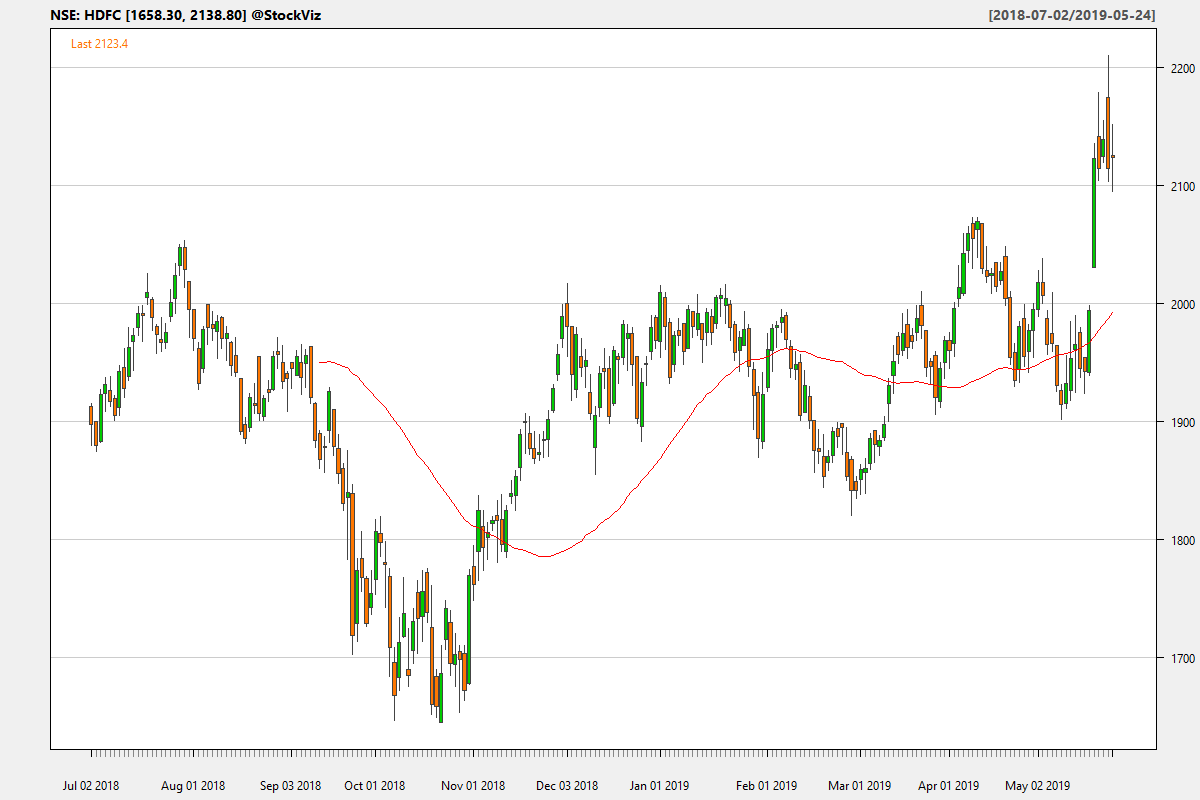 NSE: HDFC [1658.30, 2138.80] @StockViz
[2018-07-02/2019-05-24]
Last 2123.4
2200
2100
2000
1900
1800
1700
Jul 02 2018
Aug 01 2018
Sep 03 2018
Oct 01 2018
Nov 01 2018
Dec 03 2018
Jan 01 2019
Feb 01 2019
Mar 01 2019
Apr 01 2019
May 02 2019